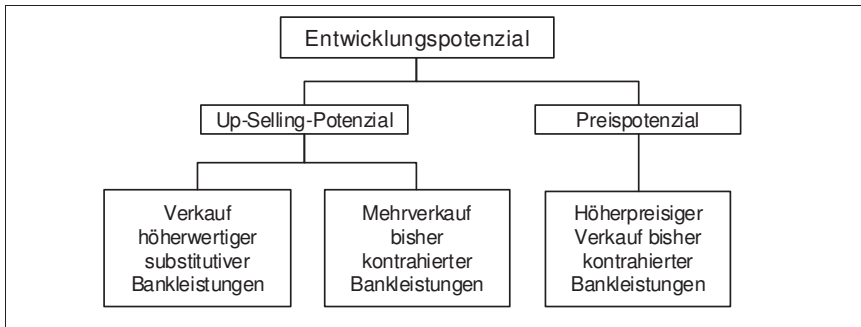 Entwicklungspotenzial
Up-Selling-Potenzial
Preispotenzial
Verkauf
höherwertiger
substitutiver
Bankleistungen
Mehrverkauf
bisher
kontrahierter
Bankleistungen
Höherpreisiger
Verkauf bisher
kontrahierter
Bankleistungen